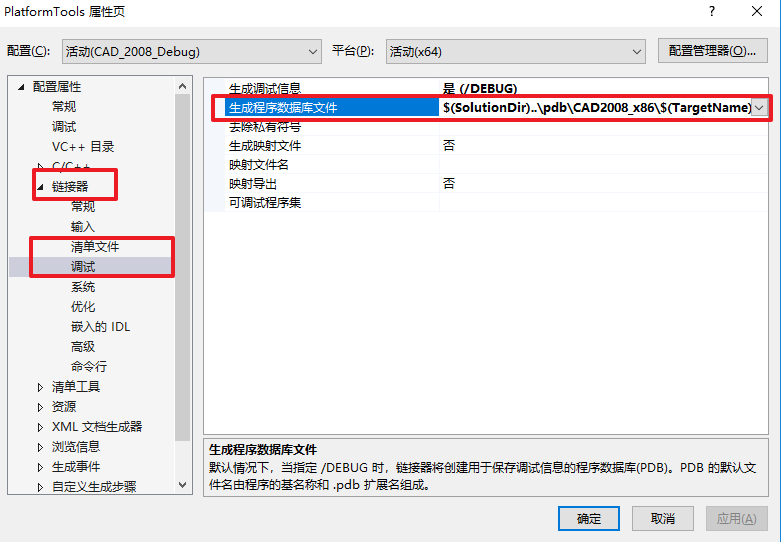 PlatformTools 属性页
配置(C): 活动(CAD_2008_Debug) 平台(P): 活动(x64) 配置管理器(O)...
配置属性
常规
调试
VC++ 目录
C/C++
链接器
常规
输入
清单文件
调试
系统
优化
嵌入的 IDL
高级
命令行
清单工具
资源
XML 文档生成器
浏览信息
生成事件
自定义生成步骤
生成调试信息 是 (/DEBUG)
生成程序数据库文件 $(SolutionDir)..\pdb\CAD2008_x86\$(TargetName)
去除私有符号
生成映射文件 否
映射文件名
映射导出 否
可调试程序集
生成程序数据库文件
默认情况下，当指定 /DEBUG 时，链接器将创建用于保存调试信息的程序数据库(PDB)。PDB 的默认文
件名由程序的基名称和 .pdb 扩展名组成。
确定 取消 应用(A)